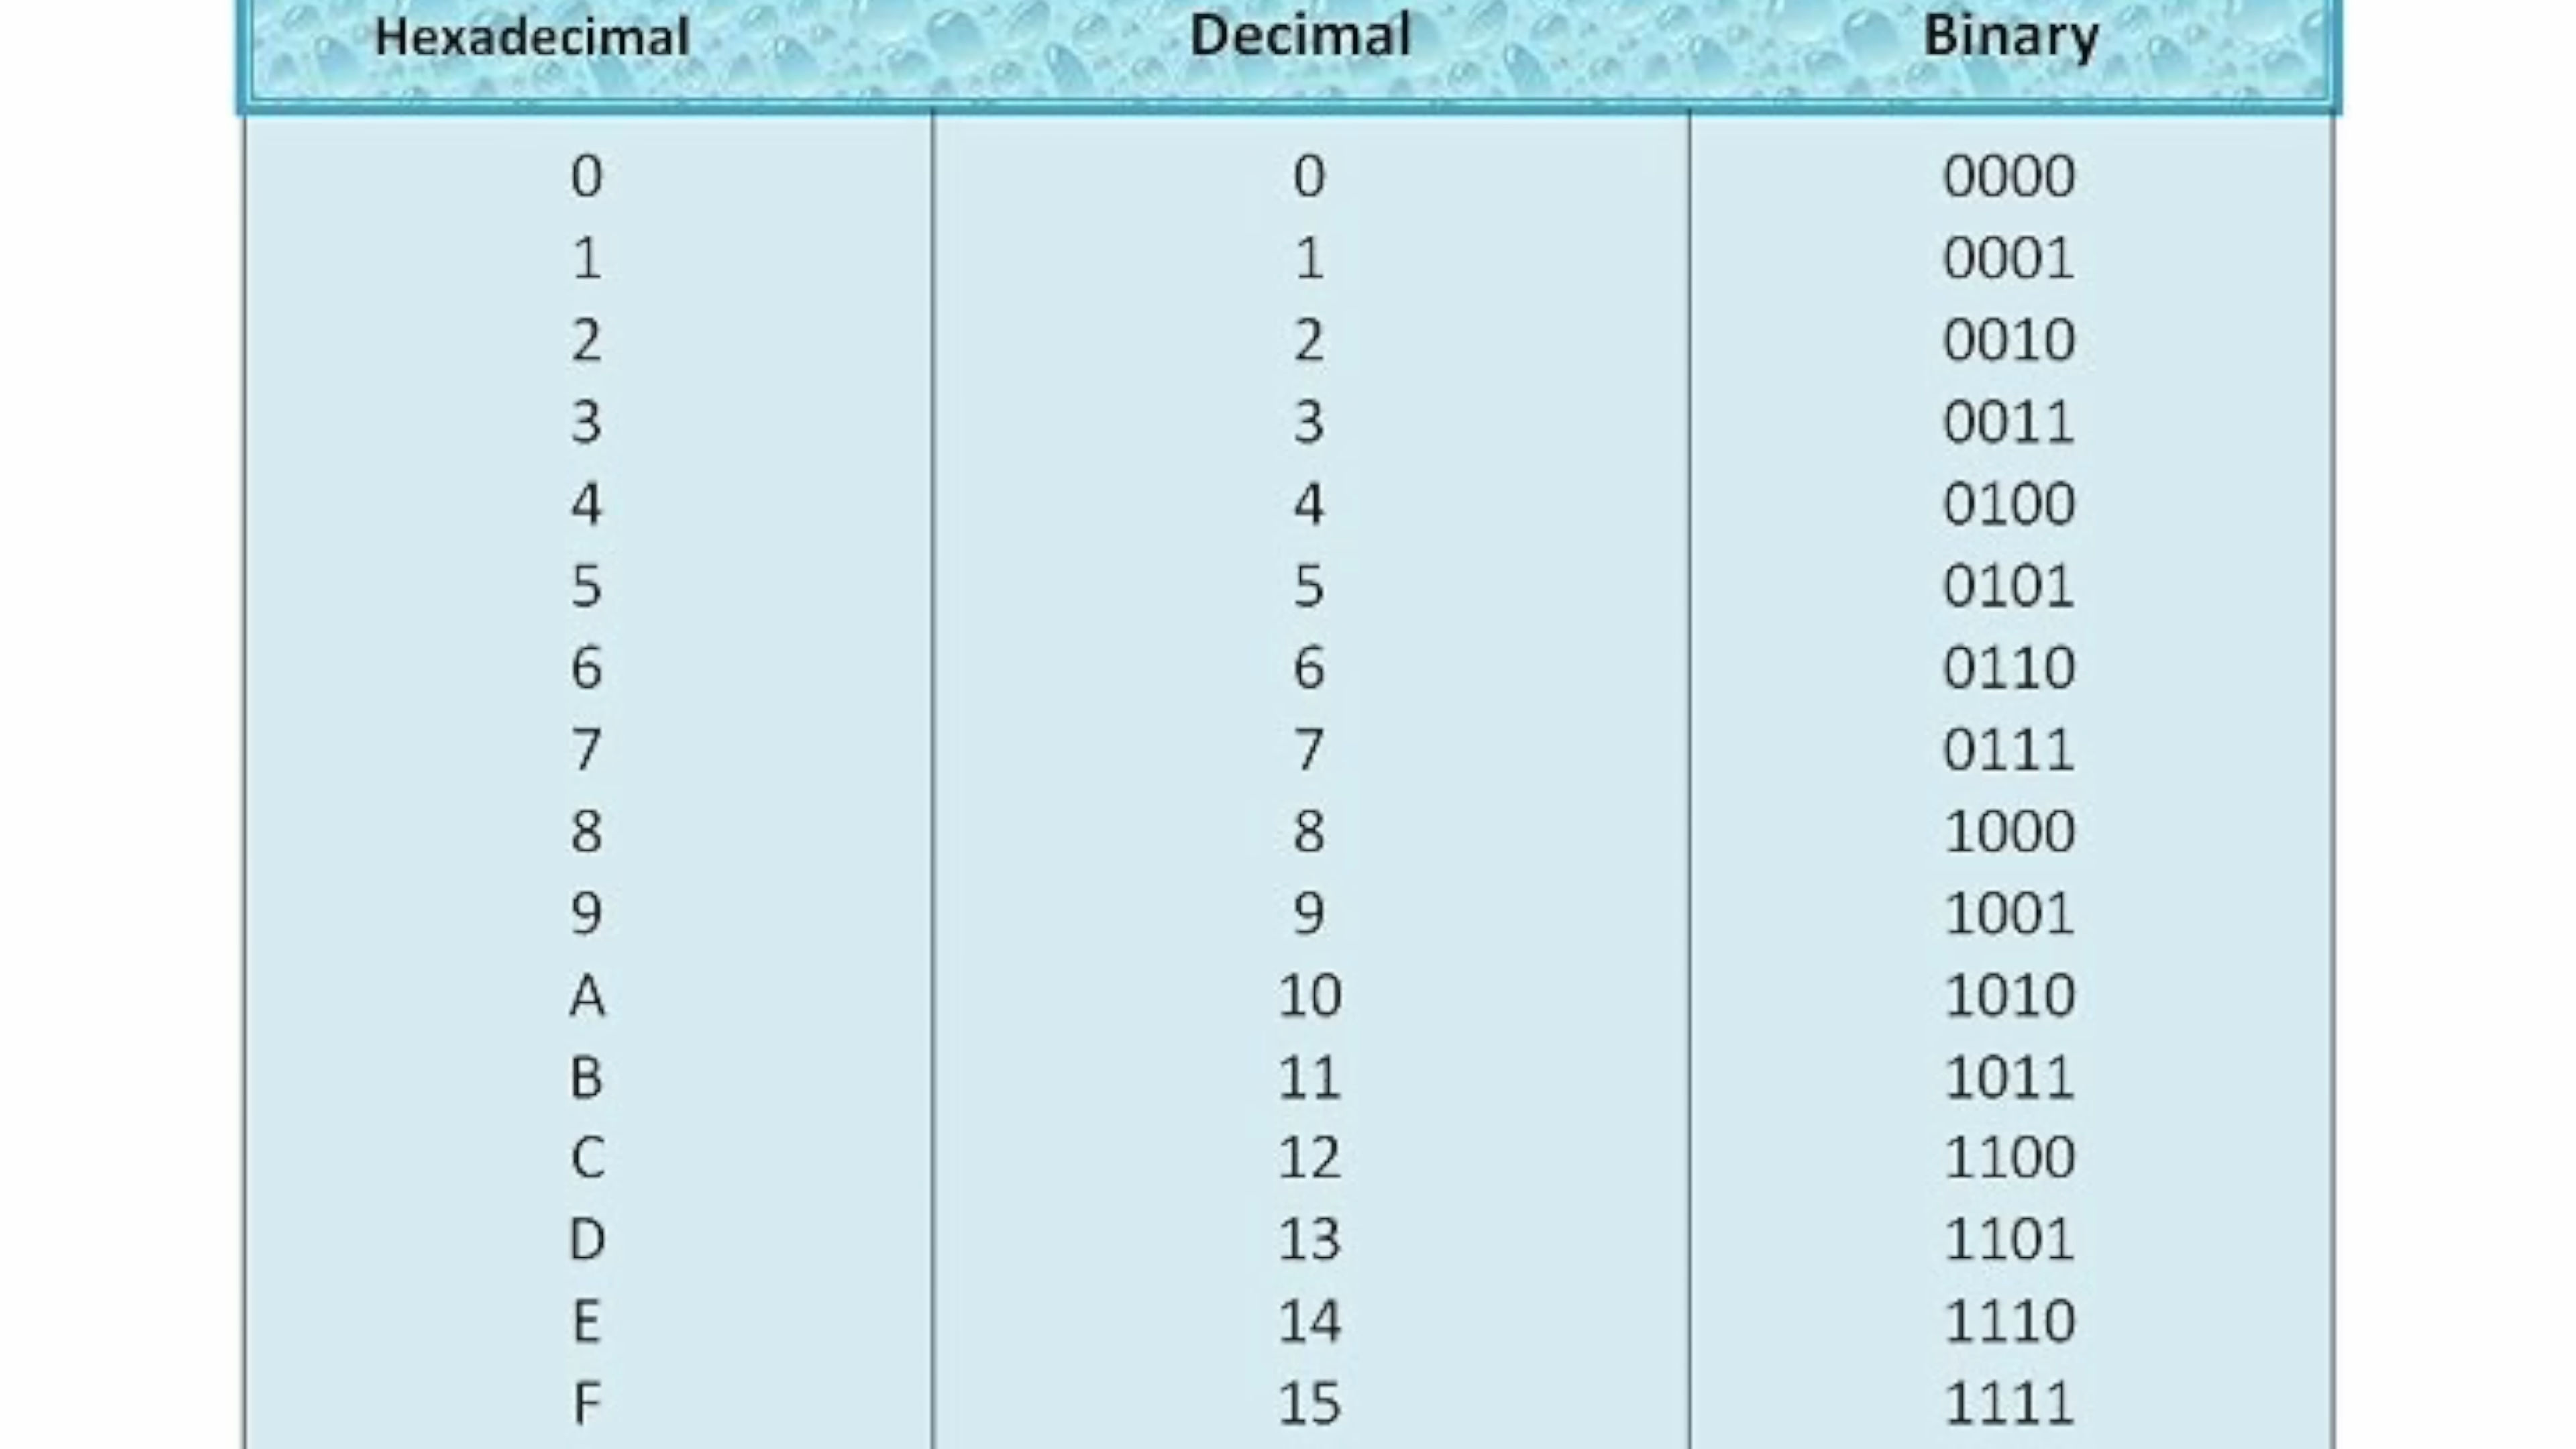 Hexadecimal Decimal Binary
0 0 0000
1 1 0001
2 2 0010
3 3 0011
4 4 0100
5 5 0101
6 6 0110
7 7 0111
8 8 1000
9 9 1001
A 10 1010
B 11 1011
C 12 1100
D 13 1101
E 14 1110
F 15 1111